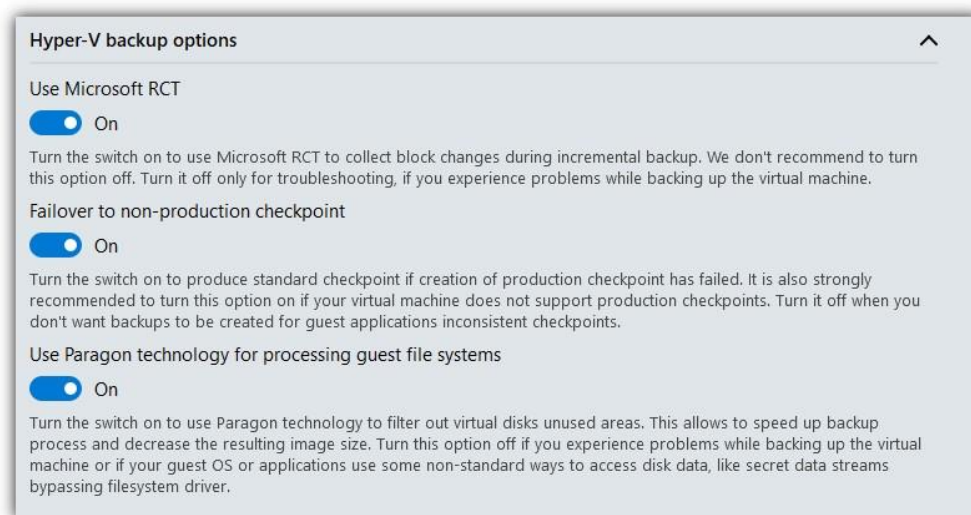 Hyper-V backup options
Use Microsoft RCT
On
Turn the switch on to use Microsoft RCT to collect block changes during incremental backup. We don't recommend to turn
this option off. Turn it off only for troubleshooting, if you experience problems while backing up the virtual machine.
Failover to non-production checkpoint
On
Turn the switch on to produce standard checkpoint if creation of production checkpoint has failed. It is also strongly
recommended to turn this option on if your virtual machine does not support production checkpoints. Turn it off when you
don't want backups to be created for guest applications inconsistent checkpoints.
Use Paragon technology for processing guest file systems
On
Turn the switch on to use Paragon technology to filter out virtual disks unused areas. This allows to speed up backup
process and decrease the resulting image size. Turn this option off if you experience problems while backing up the virtual
machine or if your guest OS or applications use some non-standard ways to access disk data, like secret data streams
bypassing filesystem driver.